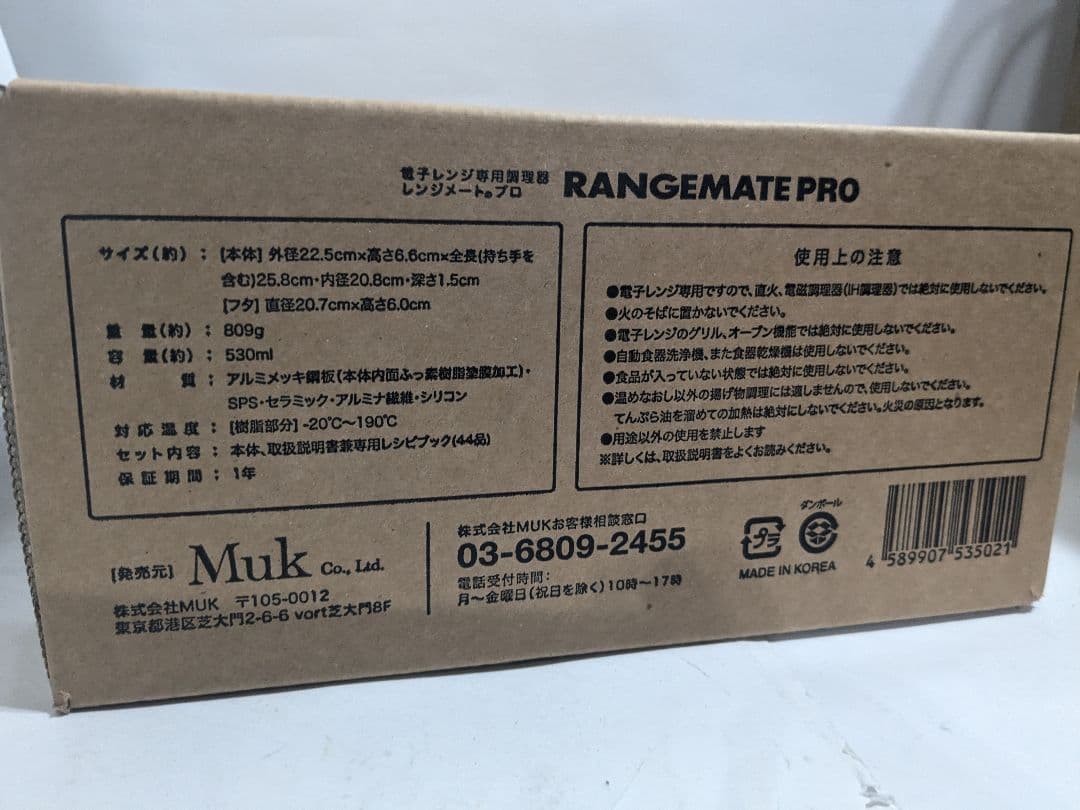 電子レンジ専用調理器
レンジメート®プロ
RANGEMATE PRO
サイズ(約) : [本体] 外径22.5cm×高さ6.6cm×全長(持ち手を
含む)25.8cm・内径20.8cm・深さ1.5cm
[フタ] 直径20.7cm×高さ6.0cm
重 量(約) : 809g
容 量(約) : 530ml
材 質 : アルミメッキ鋼板(本体内面ふっ素樹脂塗膜加工)・
SPS・セラミック・アルミナ繊維・シリコン
対応温度 : [樹脂部分] -20℃~190℃
セット内容 : 本体、取扱説明書兼専用レシピブック(44品)
保証期間 : 1年
使用上の注意
●電子レンジ専用ですので、直火、電磁調理器(IH調理器)では絶対に使用しないでください。
●火のそばに置かないでください。
●電子レンジのグリル、オーブン機能では絶対に使用しないでください。
●自動食器洗浄機、また食器乾燥機は使用しないでください。
●食品が入っていない状態では絶対に使用しないでください。
●温めなおし以外の揚げ物調理には適しませんので、使用しないでください。
てんぷら油を溜めての加熱は絶対にしないでください。火災の原因となります。
●用途以外の使用を禁止します
※詳しくは、取扱説明書をよくお読みください。
[発売元] Muk Co., Ltd.
株式会社MUK 〒105-0012
東京都港区芝大門2-6-6 vort芝大門8F
株式会社MUKお客様相談窓口
03-6809-2455
電話受付時間:
月~金曜日(祝日を除く)10時~17時
プラ
ダンボール
MADE IN KOREA
4 589907 535021